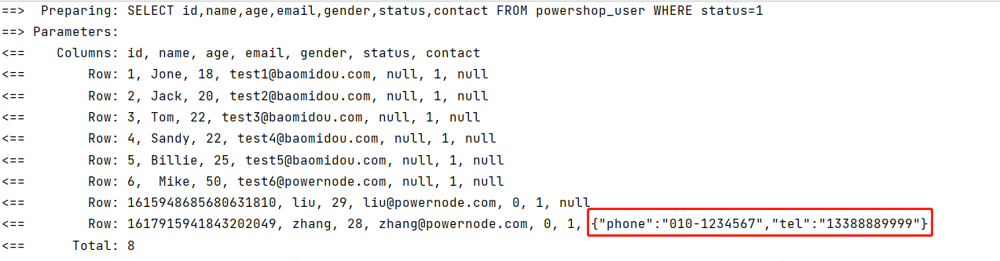 ==>  Preparing: SELECT id,name,age,email,gender,status,contact FROM powershop_user WHERE status=1
==> Parameters:
<==    Columns: id, name, age, email, gender, status, contact
<==        Row: 1, Jone, 18, test1@baomidou.com, null, 1, null
<==        Row: 2, Jack, 20, test2@baomidou.com, null, 1, null
<==        Row: 3, Tom, 22, test3@baomidou.com, null, 1, null
<==        Row: 4, Sandy, 22, test4@baomidou.com, null, 1, null
<==        Row: 5, Billie, 25, test5@baomidou.com, null, 1, null
<==        Row: 6,  Mike, 50, test6@powernode.com, null, 1, null
<==        Row: 1615948685680631810, liu, 29, liu@powernode.com, 0, 1, null
<==        Row: 1617915941843202049, zhang, 28, zhang@powernode.com, 0, 1, {"phone":"010-1234567","tel":"13388889999"}
<==      Total: 8